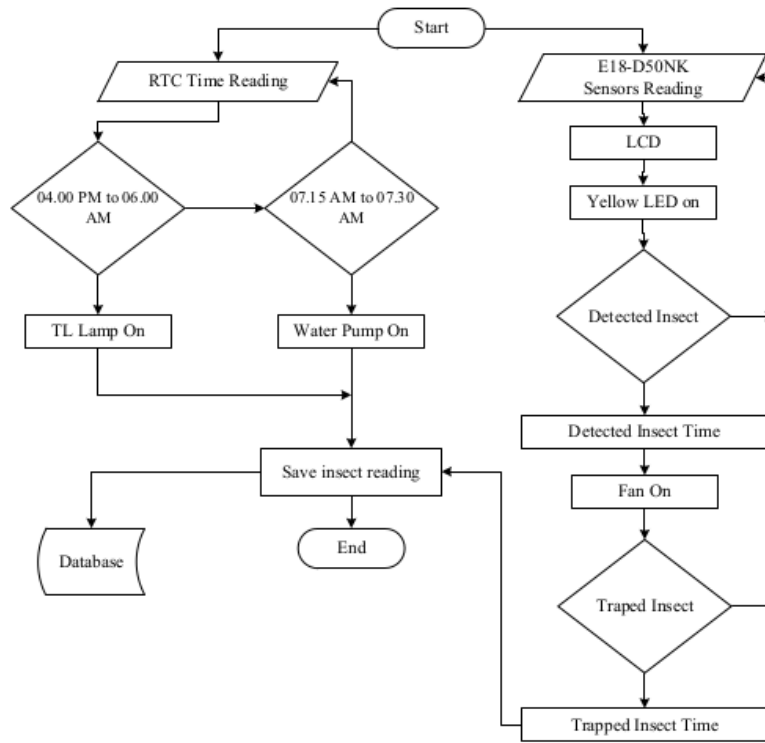 Start
RTC Time Reading
E18-D50NK
Sensors Reading
LCD
Yellow LED on
04.00 PM to 06.00
AM
07.15 AM to 07.30
AM
Detected Insect
TL Lamp On
Water Pump On
Detected Insect Time
Save insect reading
Fan On
Database
End
Traped Insect
Trapped Insect Time